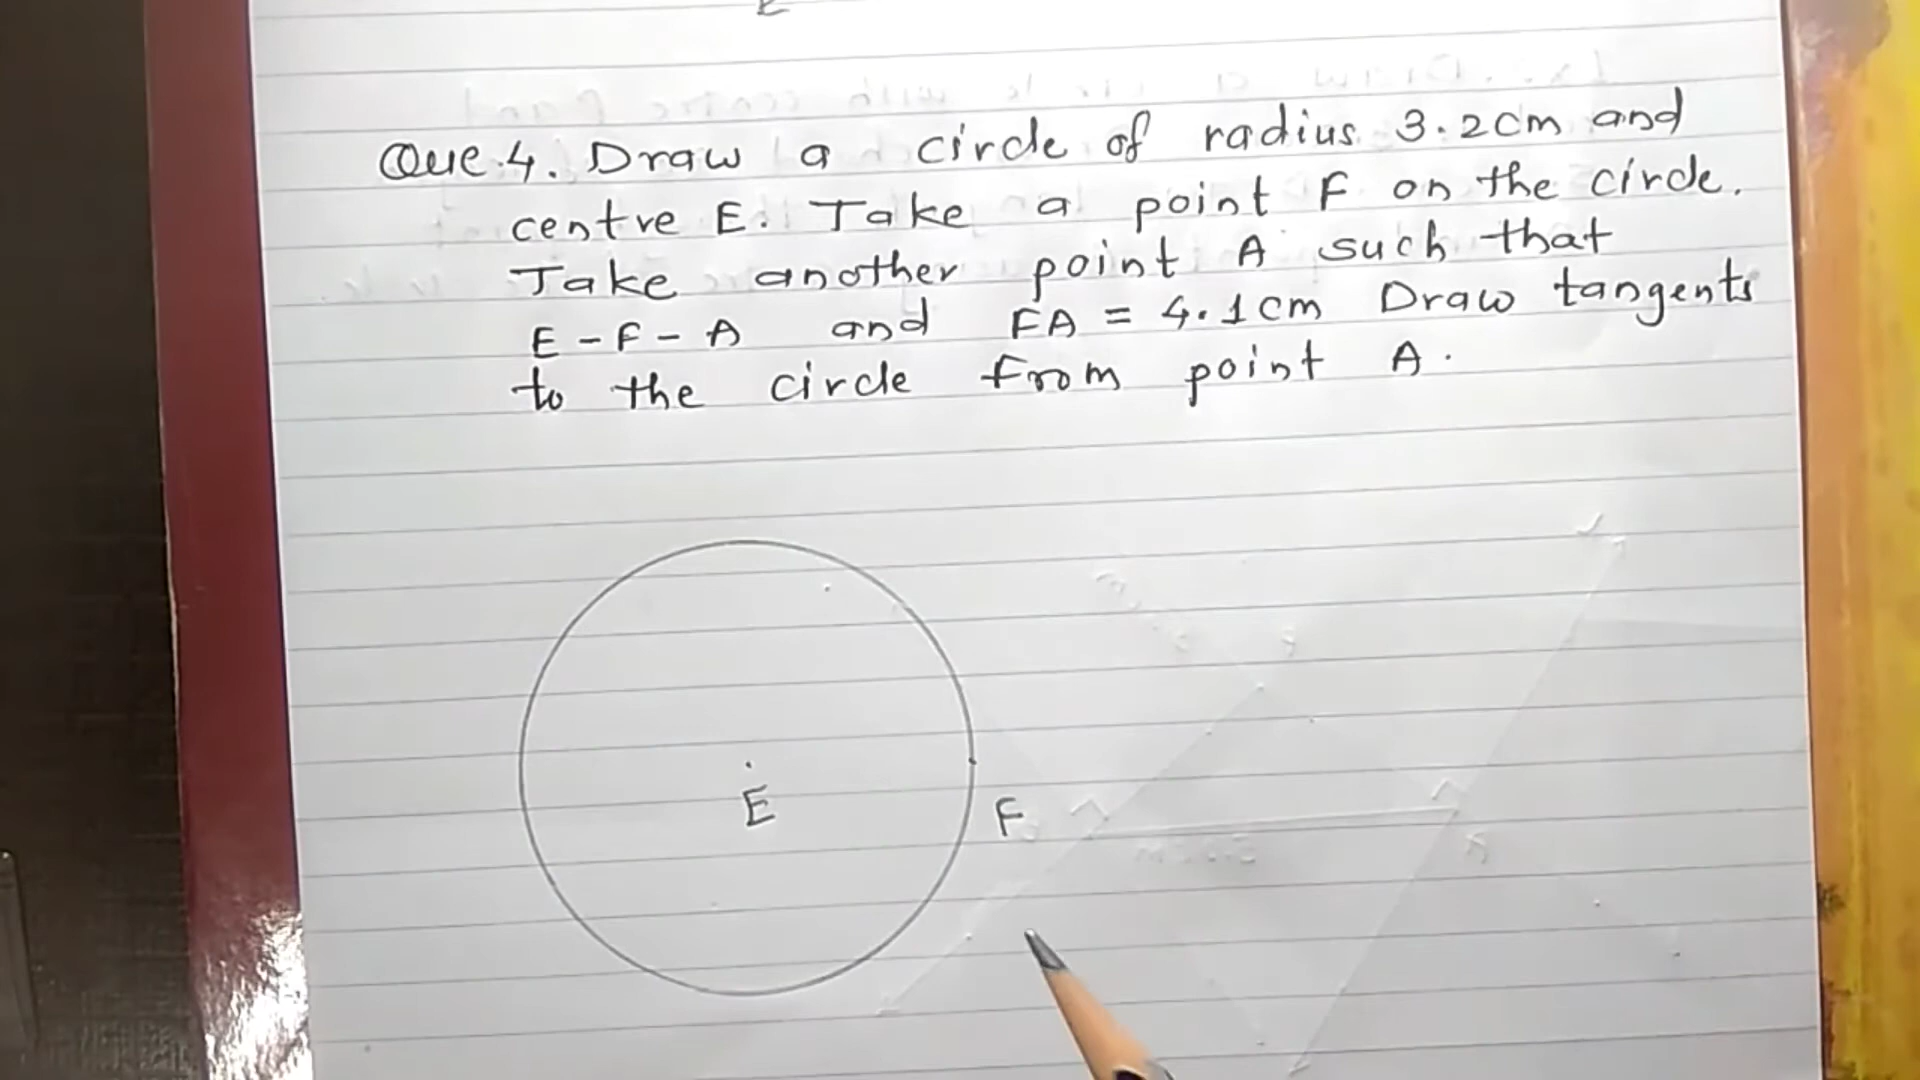 Que.4. Draw a circle of radius 3.2cm and
centre E. Take a point F on the circle.
Take another point A such that
E-F-A and FA = 4.1cm Draw tangents
to the circle from point A.
E
F